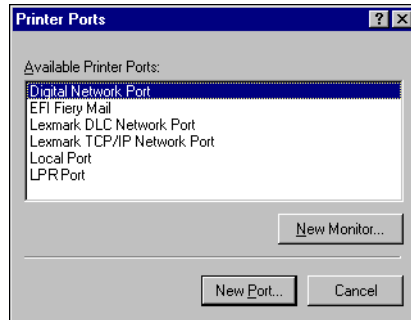 Printer Ports
Available Printer Ports:
Digital Network Port
EFI Fiery Mail
Lexmark DLC Network Port
Lexmark TCP/IP Network Port
Local Port
LPR Port
New Monitor...
New Port...
Cancel